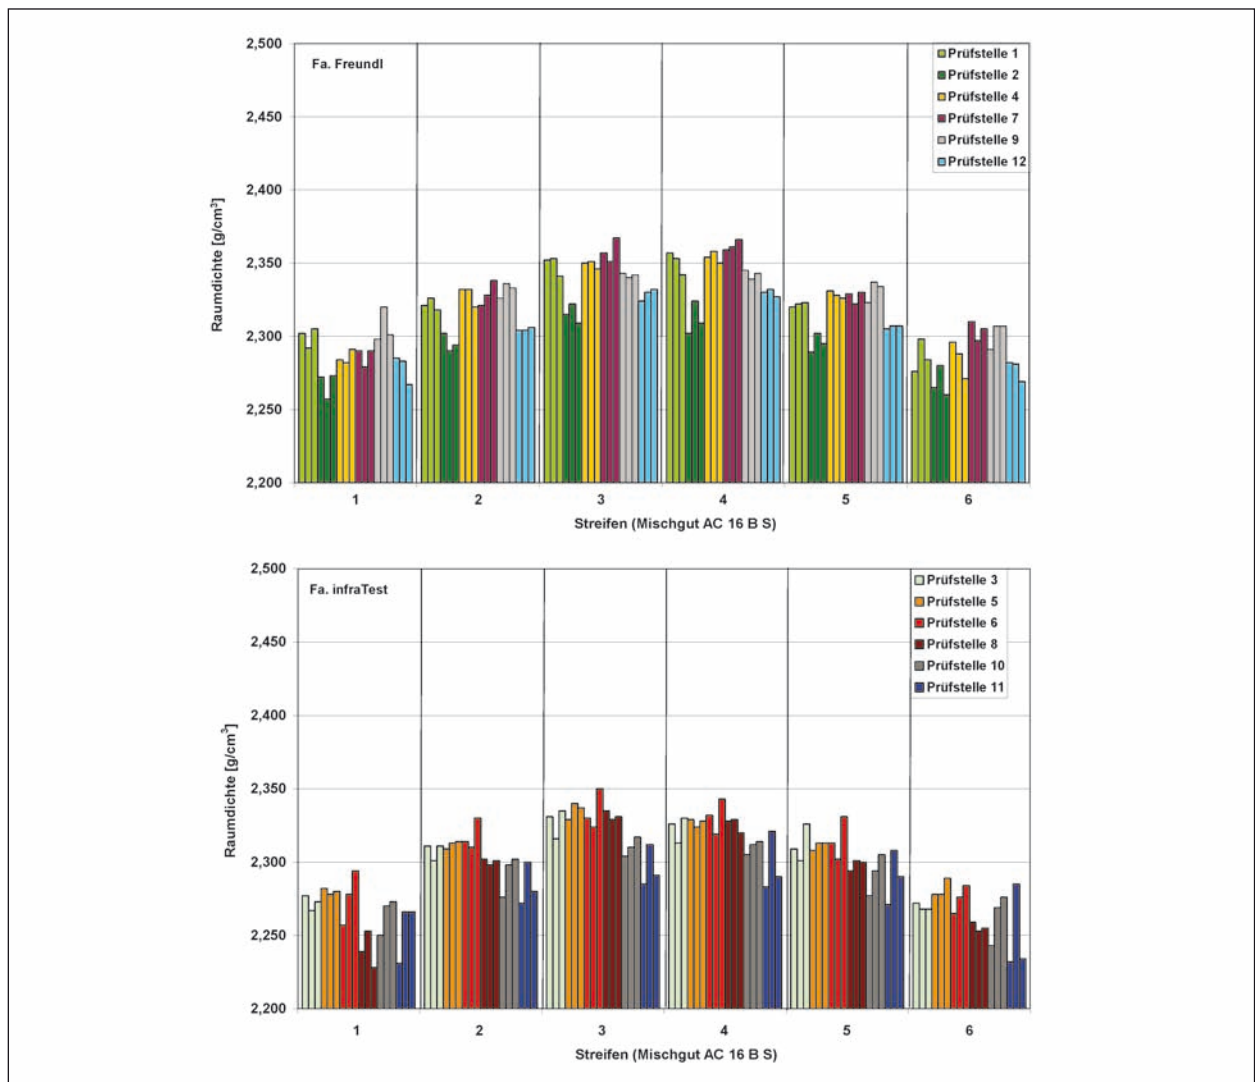 Fa. Freundl
Prüfstelle 1
Prüfstelle 2
Prüfstelle 4
Prüfstelle 7
Prüfstelle 9
Prüfstelle 12
Raumdichte [g/cm³]
2,500
2,450
2,400
2,350
2,300
2,250
2,200
1 2 3 4 5 6
Streifen (Mischgut AC 16 B S)
Fa. infraTest
Prüfstelle 3
Prüfstelle 5
Prüfstelle 6
Prüfstelle 8
Prüfstelle 10
Prüfstelle 11
Raumdichte [g/cm³]
2,500
2,450
2,400
2,350
2,300
2,250
2,200
1 2 3 4 5 6
Streifen (Mischgut AC 16 B S)